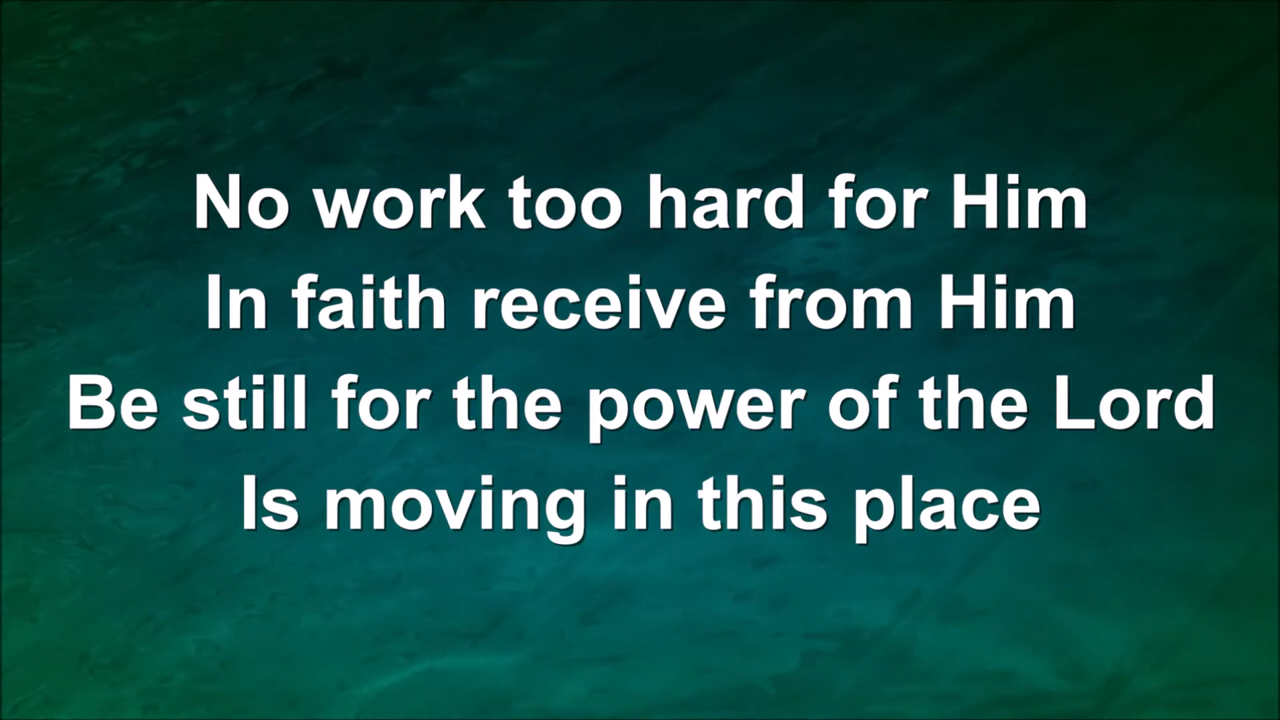 No work too hard for Him
In faith receive from Him
Be still for the power of the Lord
Is moving in this place